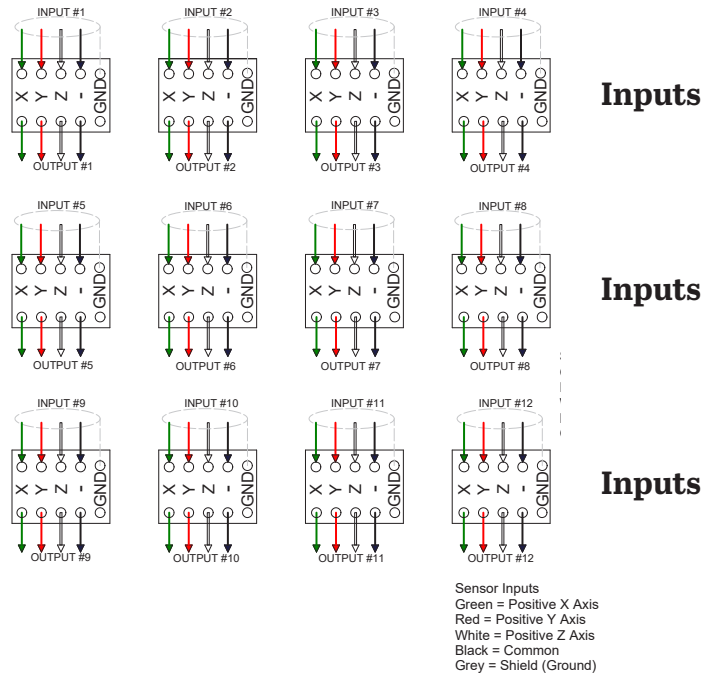 INPUT #1 INPUT #2 INPUT #3 INPUT #4
X Y Z - GND X Y Z - GND X Y Z - GND X Y Z - GND
Inputs
OUTPUT #1 OUTPUT #2 OUTPUT #3 OUTPUT #4
INPUT #5 INPUT #6 INPUT #7 INPUT #8
X Y Z - GND X Y Z - GND X Y Z - GND X Y Z - GND
Inputs
OUTPUT #5 OUTPUT #6 OUTPUT #7 OUTPUT #8
INPUT #9 INPUT #10 INPUT #11 INPUT #12
X Y Z - GND X Y Z - GND X Y Z - GND X Y Z - GND
Inputs
OUTPUT #9 OUTPUT #10 OUTPUT #11 OUTPUT #12
Sensor Inputs
Green = Positive X Axis
Red = Positive Y Axis
White = Positive Z Axis
Black = Common
Grey = Shield (Ground)